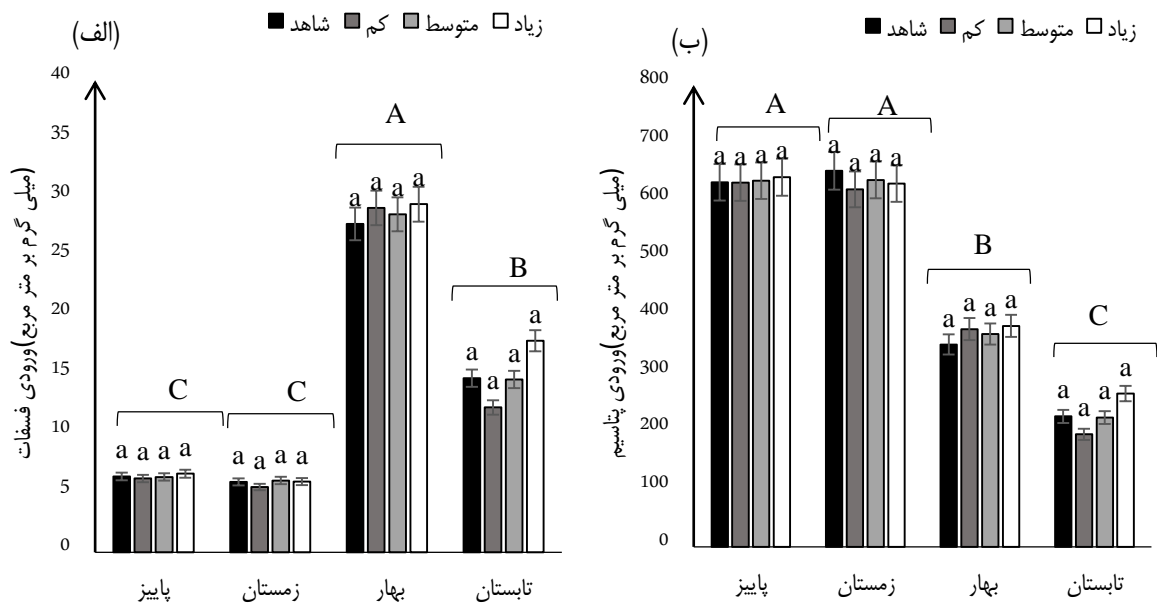 شاهد کم متوسط زیاد
(الف)
ورودی فسفات(میلی گرم بر متر مربع)
40
35
30
25
20
15
10
5
0
C
C
A
B
a a a a
a a a a
a a a a
a a a a
پاییز
زمستان
بهار
تابستان
شاهد کم متوسط زیاد
(ب)
ورودی پتاسیم(میلی گرم بر متر مربع)
800
700
600
500
400
300
200
100
0
A
A
B
C
a a a a
a a a a
a a a a
a a a a
پاییز
زمستان
بهار
تابستان